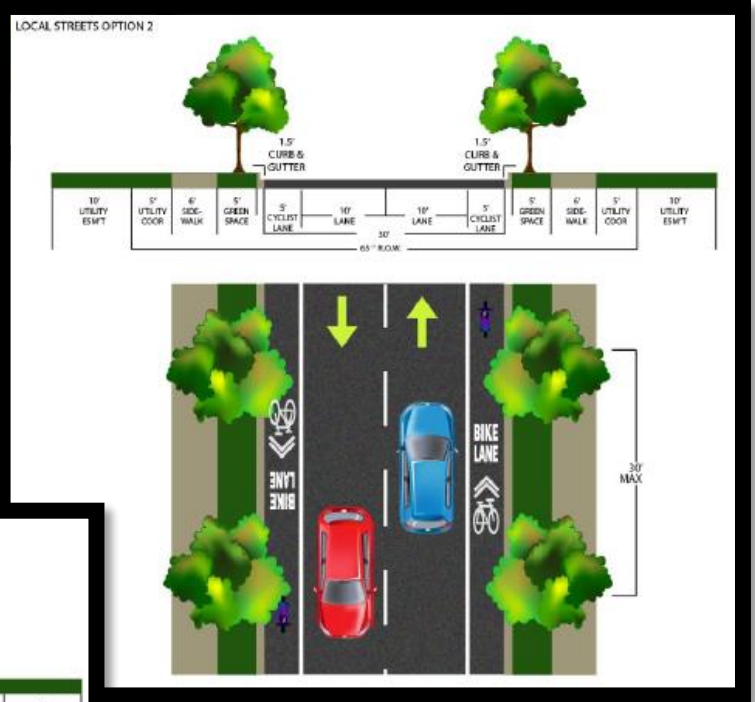 LOCAL STREETS OPTION 2
1.5'
CURB &
GUTTER
1.5'
CURB &
GUTTER
10'
UTILITY
ESM'T
5'
UTILITY
COOR
6'
SIDE-
WALK
5'
GREEN
SPACE
5'
CYCLIST
LANE
10'
LANE
10'
LANE
5'
CYCLIST
LANE
5'
GREEN
SPACE
6'
SIDE-
WALK
5'
UTILITY
COOR
10'
UTILITY
ESM'T
30'
R.O.W.
BIKE
LANE
BIKE
LANE
30'
MAX